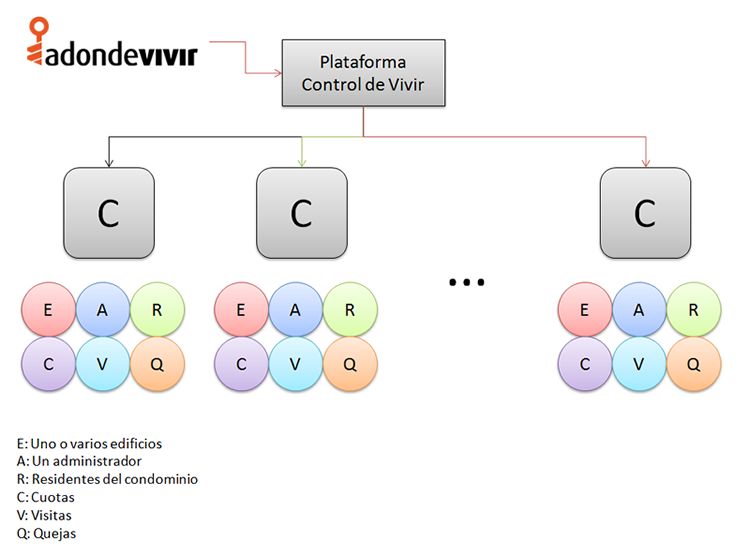 adondevivir
Plataforma
Control de Vivir
C C ... C
E A R E A R E A R
C V Q C V Q C V Q
E: Uno o varios edificios
A: Un administrador
R: Residentes del condominio
C: Cuotas
V: Visitas
Q: Quejas